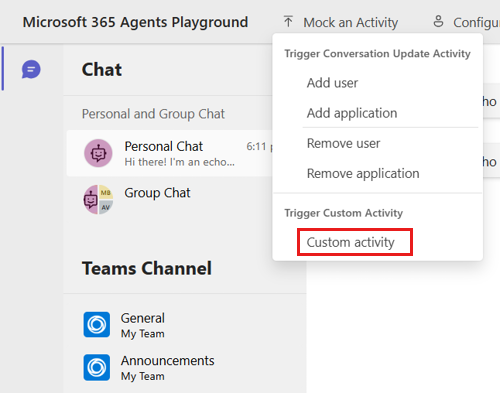 Microsoft 365 Agents Playground
Mock an Activity
Configu
Chat
Personal and Group Chat
Personal Chat
6:11 p
Hi there! I'm an echo...
MB
AV
Group Chat
Teams Channel
General
My Team
Announcements
My Team
Trigger Conversation Update Activity
Add user
Add application
Remove user
Remove application
Trigger Custom Activity
Custom activity
ho
ho